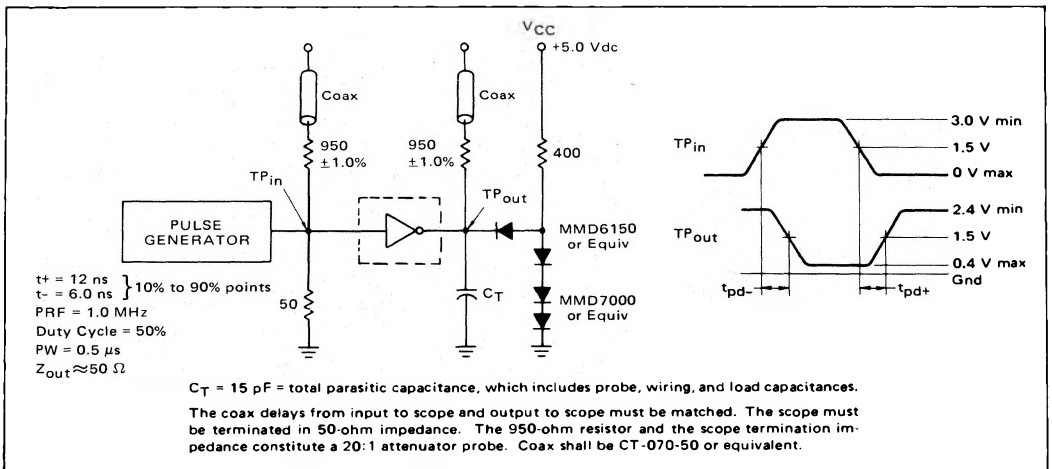 VCC
+5.0 Vdc
Coax
Coax
950
±1.0%
950
±1.0%
400
TPin
TPout
PULSE
GENERATOR
MMD6150
or Equiv
MMD7000
or Equiv
50
CT
t+ = 12 ns
t- = 6.0 ns
} 10% to 90% points
PRF = 1.0 MHz
Duty Cycle = 50%
PW = 0.5 μs
Zout≈50 Ω
TPin
3.0 V min
1.5 V
0 V max
TPout
2.4 V min
1.5 V
0.4 V max
Gnd
tpd-
tpd+
CT = 15 pF = total parasitic capacitance, which includes probe, wiring, and load capacitances.
The coax delays from input to scope and output to scope must be matched. The scope must
be terminated in 50-ohm impedance. The 950-ohm resistor and the scope termination im-
pedance constitute a 20:1 attenuator probe. Coax shall be CT-070-50 or equivalent.